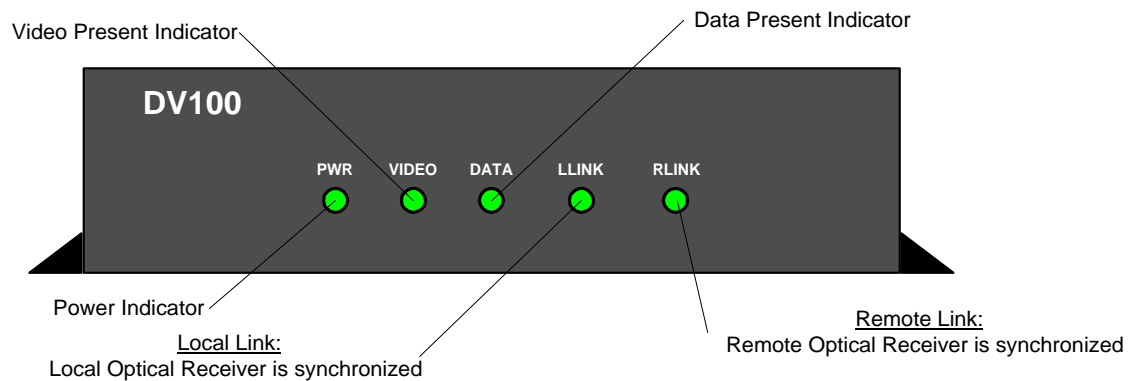 Video Present Indicator
Data Present Indicator
DV100
PWR VIDEO DATA LLINK RLINK
Power Indicator
Local Link:
Local Optical Receiver is synchronized
Remote Link:
Remote Optical Receiver is synchronized